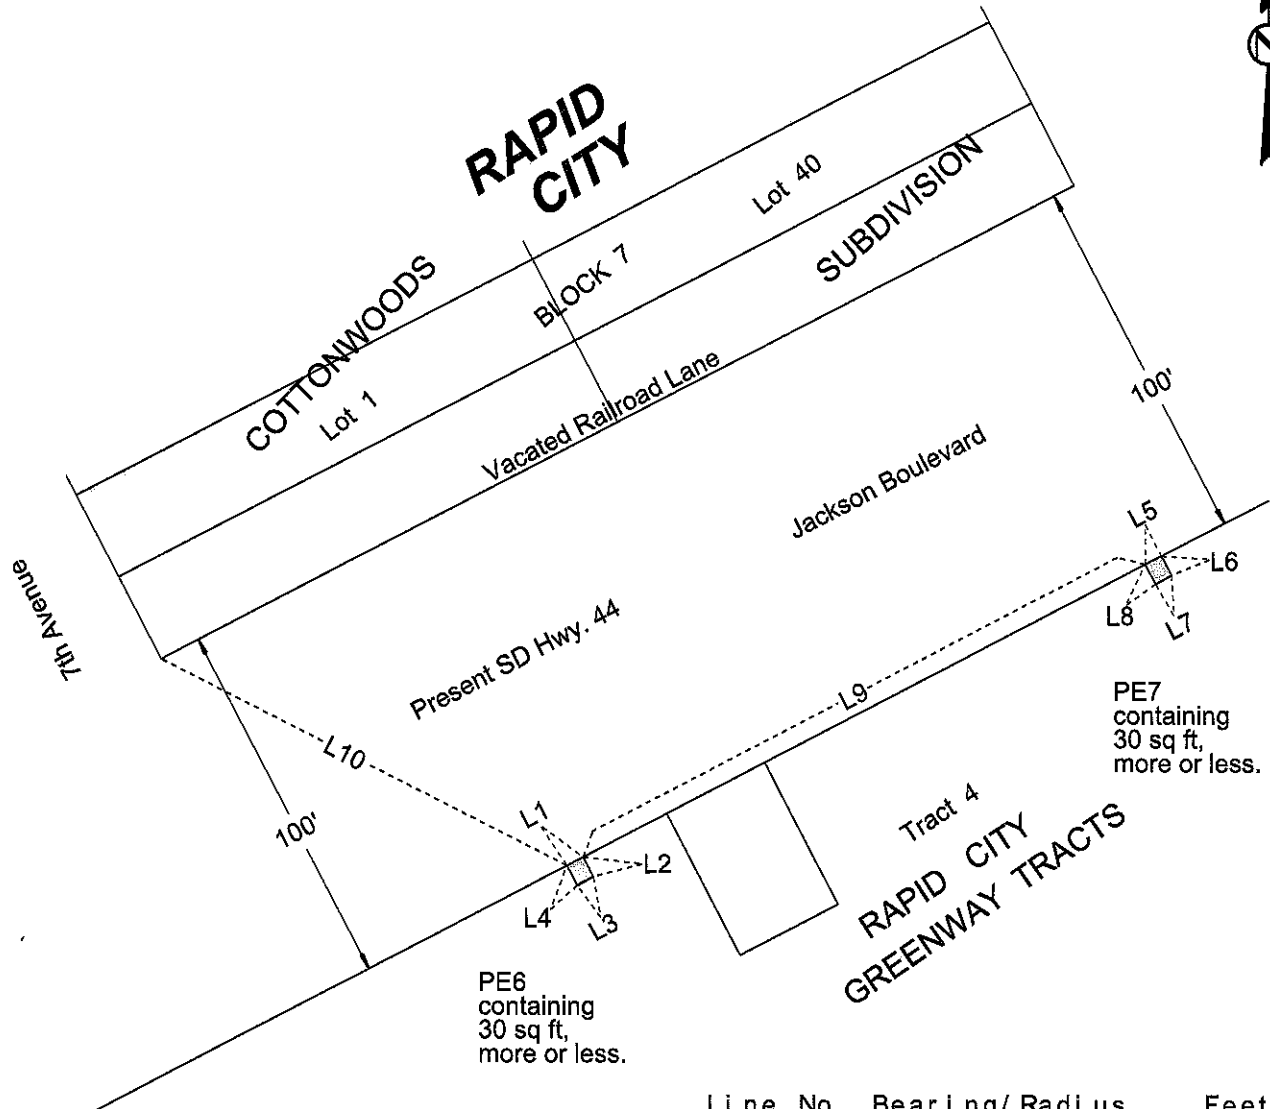 RAPID
CITY
Lot 40
SUBDIVISION
BLOCK 7
COTTONWOODS
Lot 1
Vacated Railroad Lane
100'
Jackson Boulevard
7th Avenue
L5
L6
L8
L7
Present SD Hwy. 44
L9
PE7
containing
30 sq ft,
more or less.
L10
100'
L1
L2
L4
L3
Tract 4
RAPID CITY
GREENWAY TRACTS
PE6
containing
30 sq ft,
more or less.
Line No. Bearing/Radius Feet